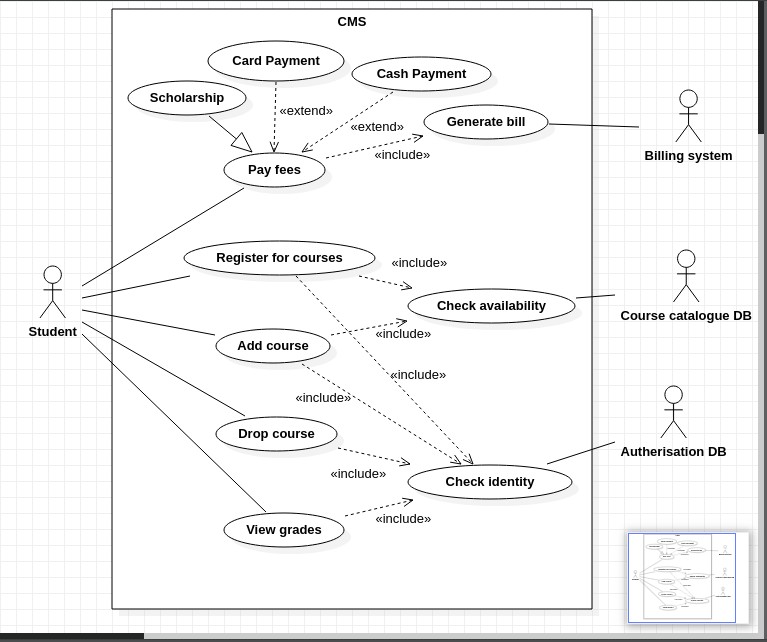 CMS
Card Payment
Cash Payment
Scholarship
«extend»
Generate bill
«extend»
«include»
Billing system
Pay fees
Register for courses
«include»
Check availability
Course catalogue DB
Student
Add course
«include»
«include»
«include»
Drop course
Autherisation DB
«include»
Check identity
«include»
View grades